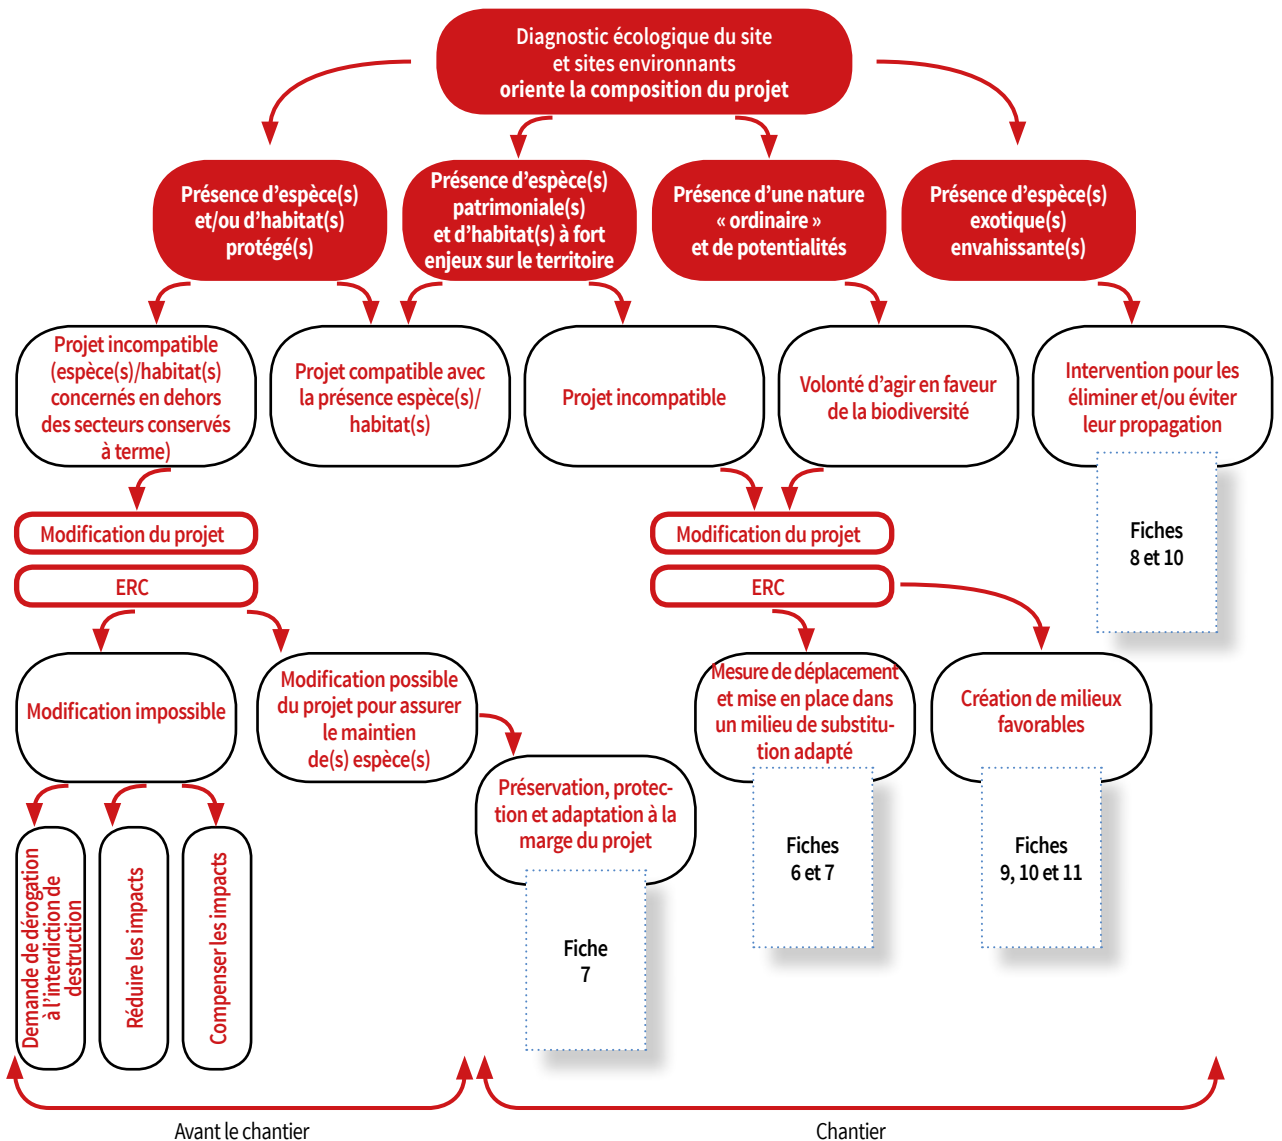 Diagnostic écologique du site
et sites environnants
oriente la composition du projet
Présence d’espèce(s)
et/ou d’habitat(s)
protégé(s)
Présence d’espèce(s)
patrimoniale(s)
et d’habitat(s) à fort
enjeux sur le territoire
Présence d’une nature
« ordinaire »
et de potentialités
Présence d’espèce(s)
exotique(s)
envahissante(s)
Projet incompatible
(espèce(s)/habitat(s)
concernés en dehors
des secteurs conservés
à terme)
Projet compatible avec
la présence espèce(s)/
habitat(s)
Projet incompatible
Volonté d’agir en faveur
de la biodiversité
Intervention pour les
éliminer et/ou éviter
leur propagation
Fiches
8 et 10
Modification du projet
ERC
Modification du projet
ERC
Modification impossible
Modification possible
du projet pour assurer
le maintien
de(s) espèce(s)
Préservation, protec-
tion et adaptation à la
marge du projet
Fiche
7
Mesure de déplacement
et mise en place dans
un milieu de substitu-
tion adapté
Fiches
6 et 7
Création de milieux
favorables
Fiches
9, 10 et 11
Demande de dérogation
à l’interdiction de
destruction
Réduire les impacts
Compenser les impacts
Avant le chantier
Chantier